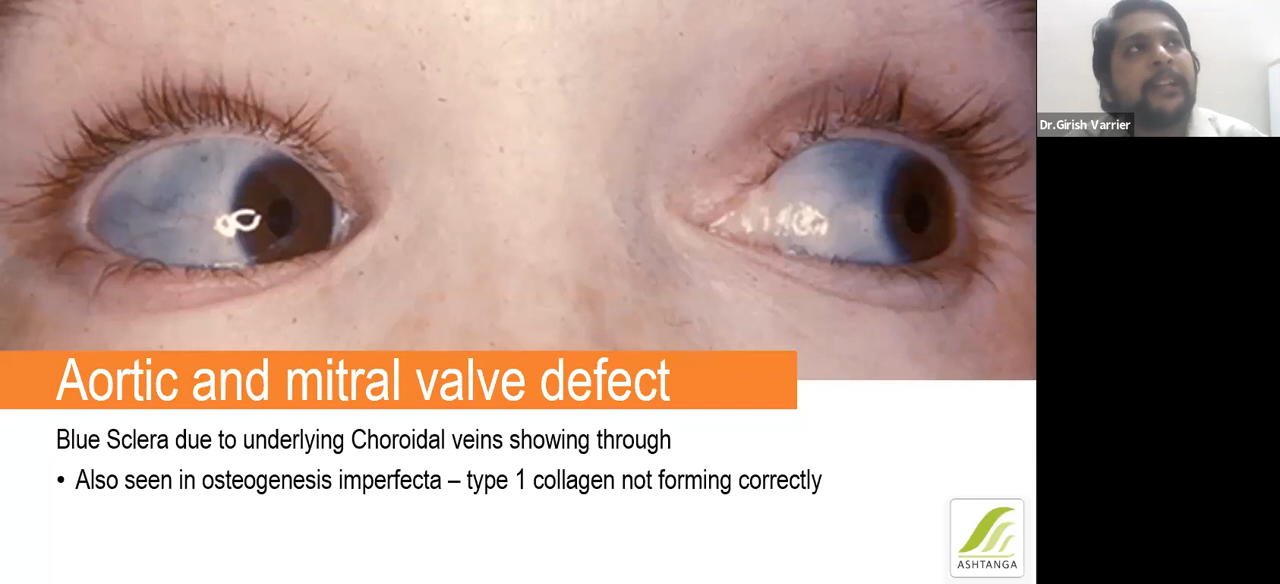 Dr.Girish Varrier
Aortic and mitral valve defect
Blue Sclera due to underlying Choroidal veins showing through
• Also seen in osteogenesis imperfecta – type 1 collagen not forming correctly
ASHTANGA